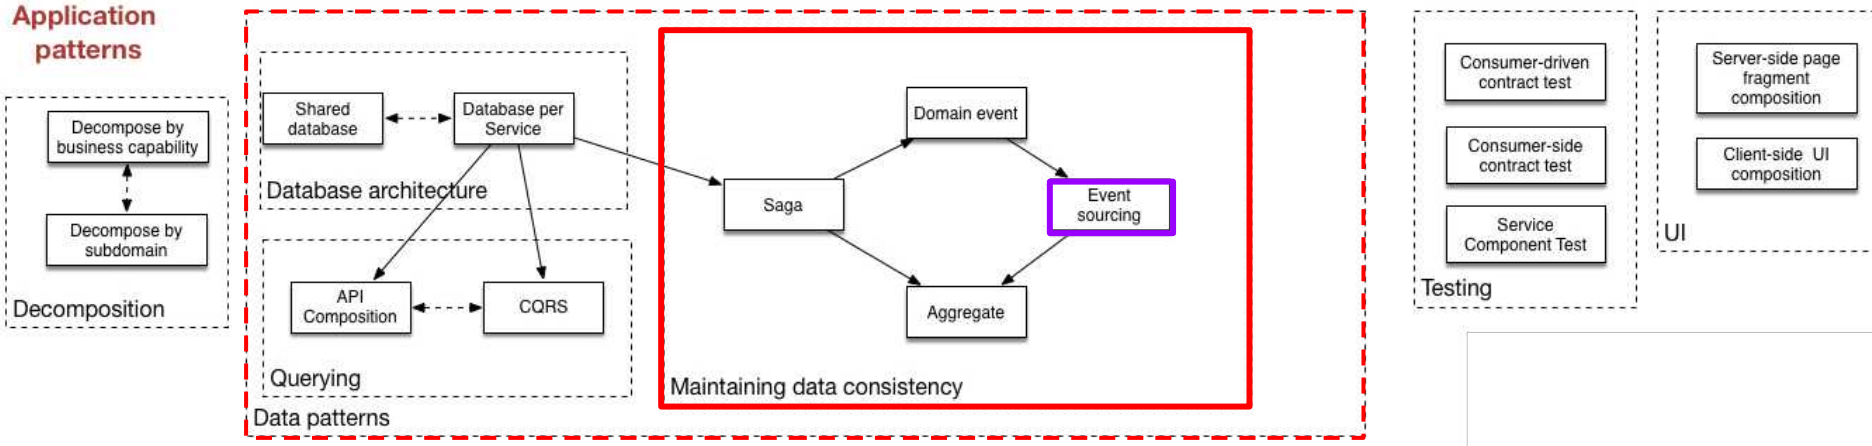 Application
patterns
Decompose by
business capability
Decompose by
subdomain
Decomposition
Shared
database
Database per
Service
Database architecture
API
Composition
CQRS
Querying
Data patterns
Domain event
Saga
Event
sourcing
Aggregate
Maintaining data consistency
Consumer-driven
contract test
Consumer-side
contract test
Service
Component Test
Testing
Server-side page
fragment
composition
Client-side UI
composition
UI